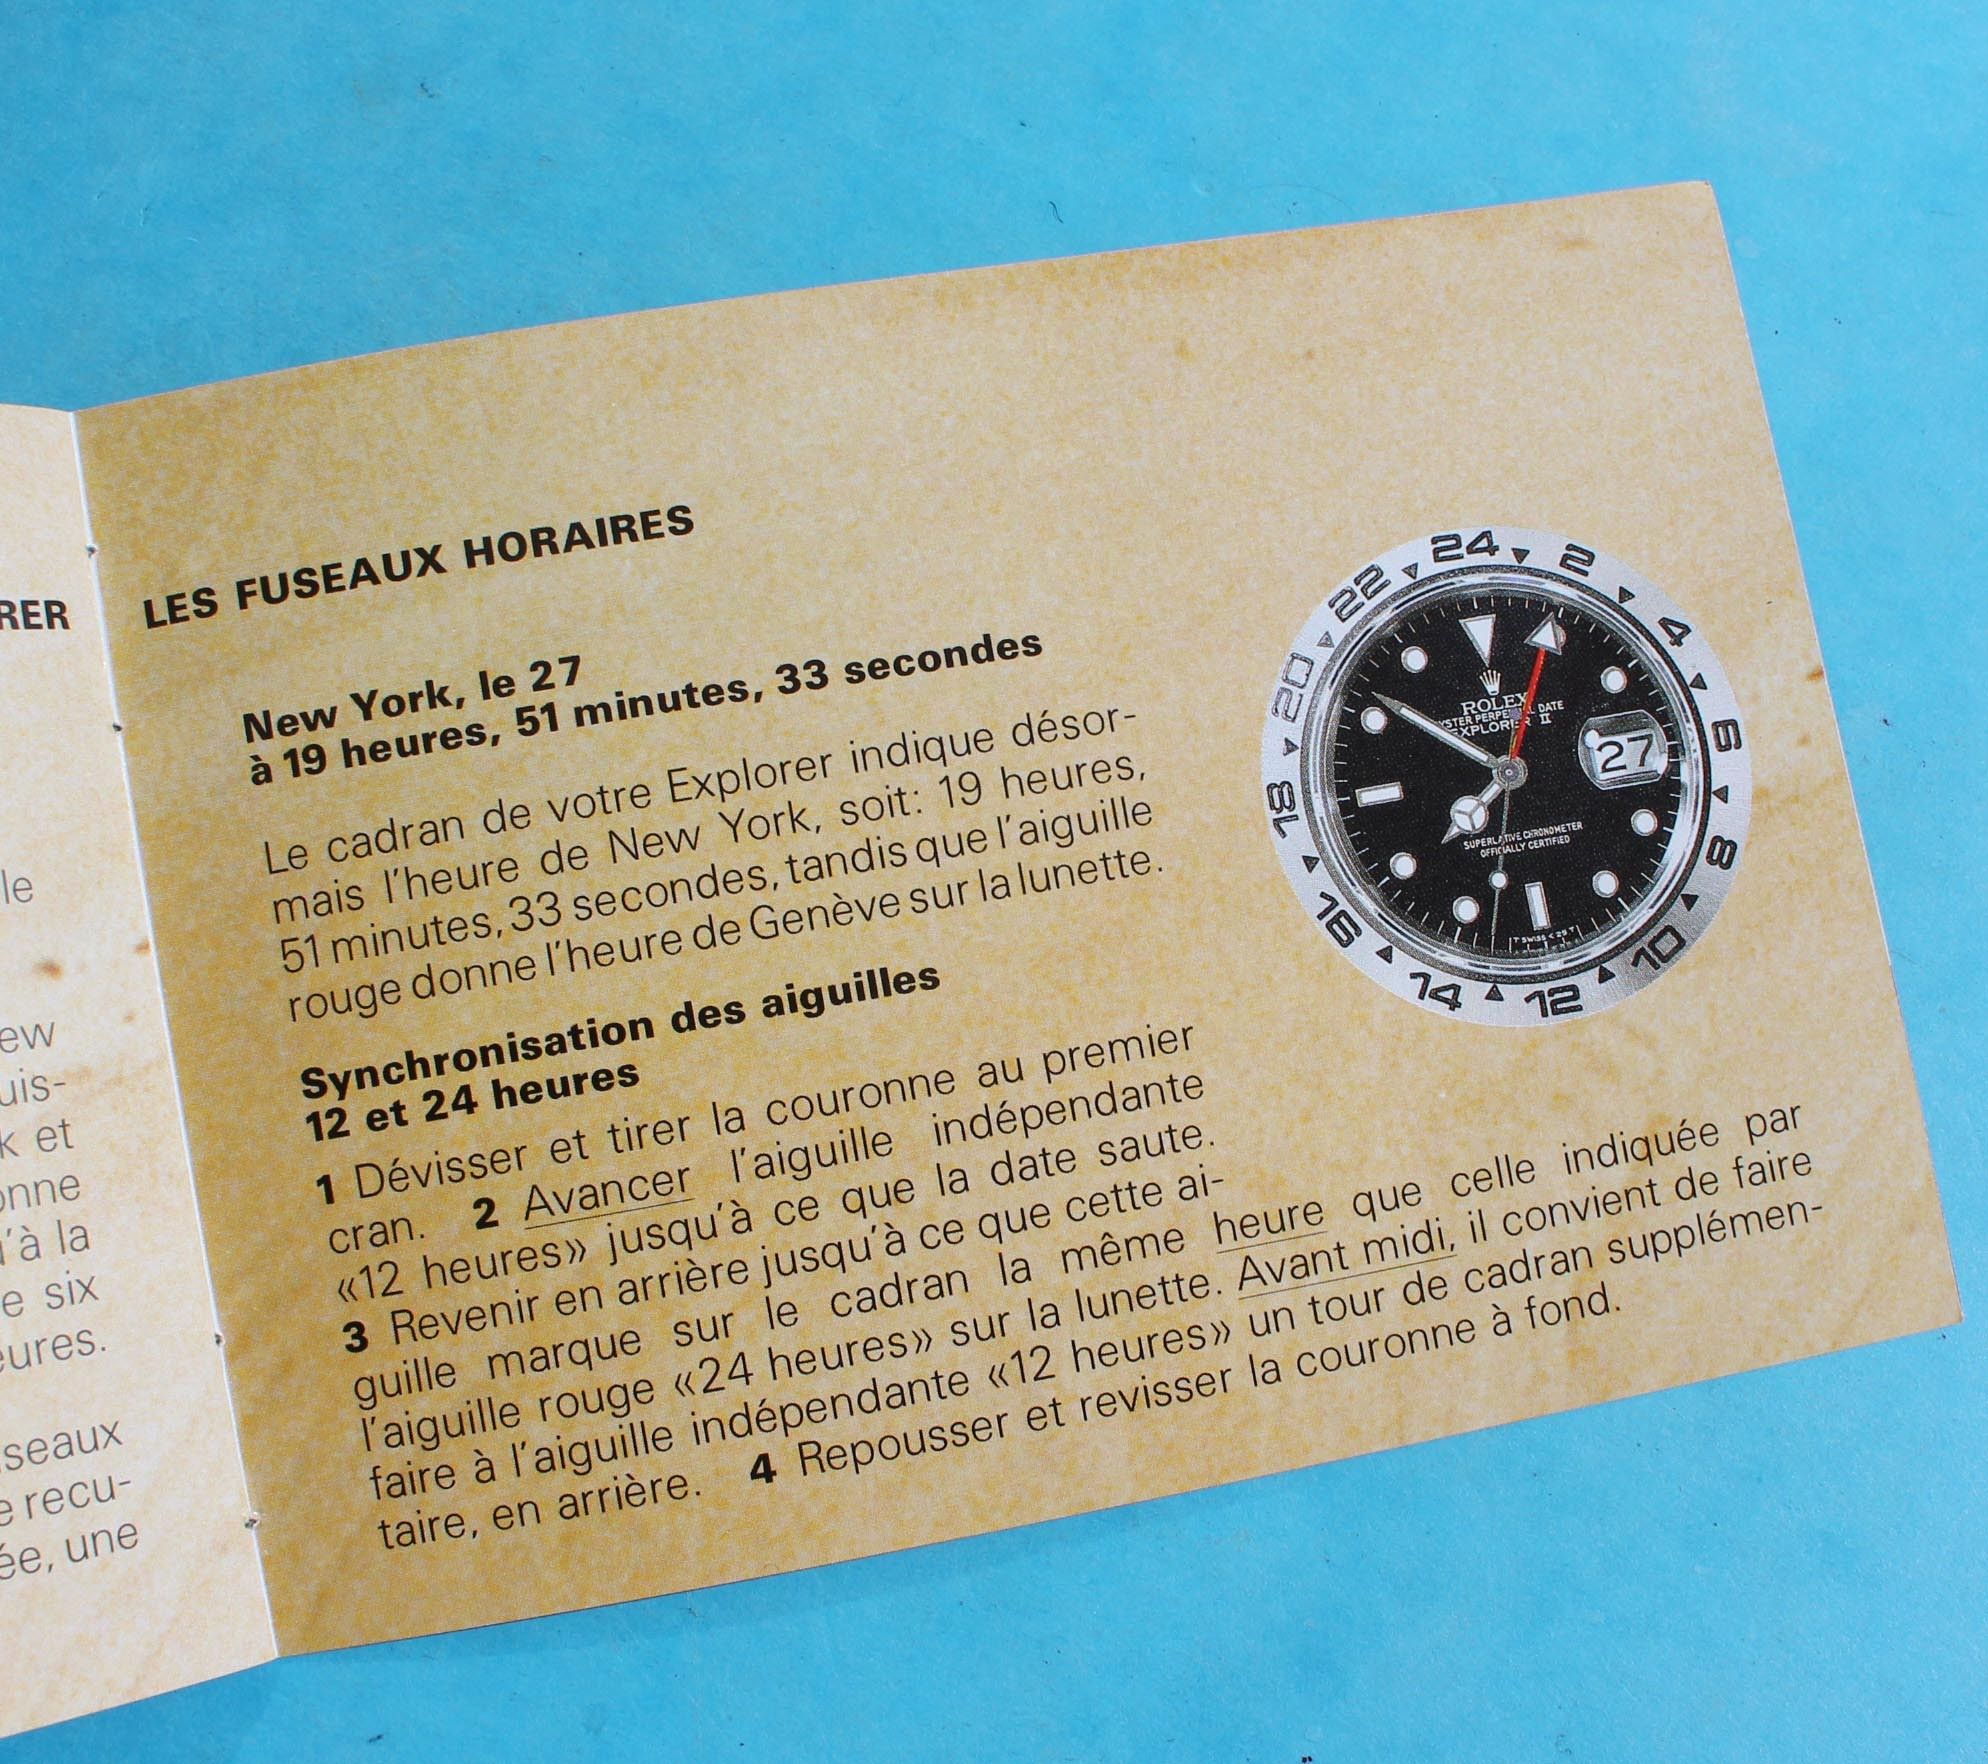 RER
le
ew
uis-
k et
onne
u'à la
e six
eures.
seaux
e recu-
ée, une
LES FUSEAUX HORAIRES
New York, le 27
à 19 heures, 51 minutes, 33 secondes
Le cadran de votre Explorer indique désor-
mais l'heure de New York, soit: 19 heures,
51 minutes, 33 secondes, tandis que l'aiguille
rouge donne l'heure de Genève sur la lunette.
Synchronisation des aiguilles
12 et 24 heures
1 Dévisser et tirer la couronne au premier
cran. 2 Avancer l'aiguille indépendante
«12 heures» jusqu'à ce que la date saute.
3 Revenir en arrière jusqu'à ce que cette ai-
guille marque sur le cadran la même heure que celle indiquée par
l'aiguille rouge «24 heures» sur la lunette. Avant midi, il convient de faire
faire à l'aiguille indépendante «12 heures» un tour de cadran supplémen-
taire, en arrière. 4 Repousser et revisser la couronne à fond.
24
2
4
6
8
10
12
14
16
18
20
22
ROLEX
YSTER PERPE AL DATE
EXPLORER II
27
SUPERLATIVE CHRONOMETER
OFFICIALLY CERTIFIED
T SWISS < 25 T